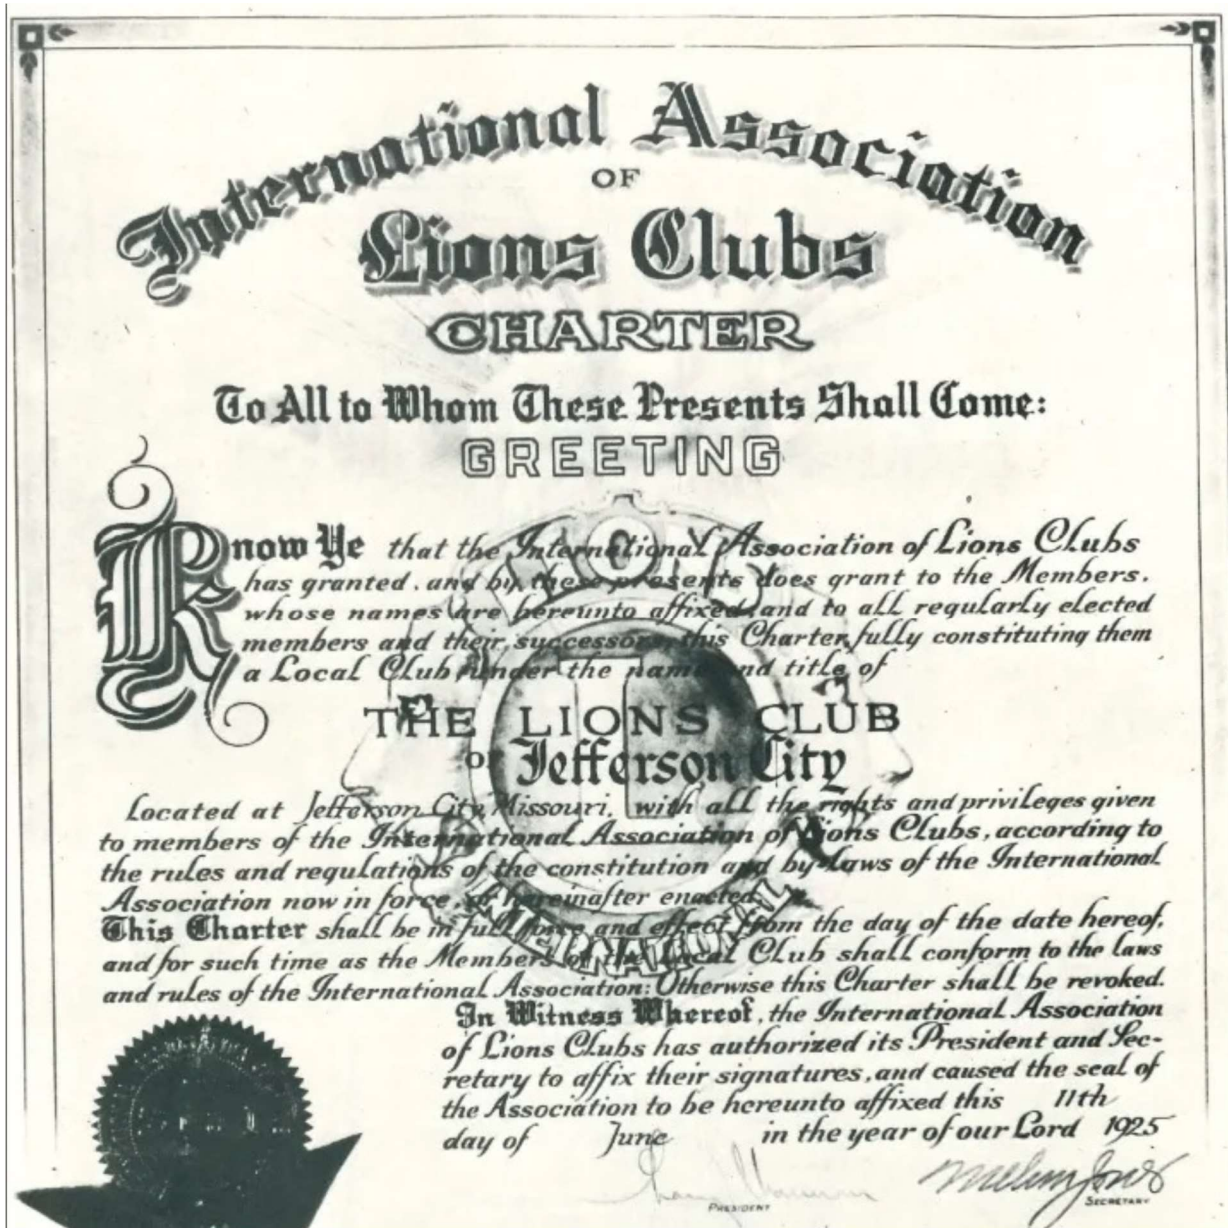 International Association
OF
Lions Clubs
CHARTER
To All to Whom These Presents Shall Come:
GREETING
Know Ye that the International Association of Lions Clubs
has granted, and by these presents does grant to the Members,
whose names are hereunto affixed and to all regularly elected
members and their successors this Charter, fully constituting them
a Local Club under the name and title of
THE LIONS CLUB
OF Jefferson City
Located at Jefferson City, Missouri, with all the rights and privileges given
to members of the International Association of Lions Clubs, according to
the rules and regulations of the constitution and by-laws of the International
Association now in force, or hereinafter enacted.
This Charter shall be in full force and effect from the day of the date hereof,
and for such time as the Members of the Local Club shall conform to the laws
and rules of the International Association: Otherwise this Charter shall be revoked.
In Witness Whereof, the International Association
of Lions Clubs has authorized its President and Sec-
retary to affix their signatures, and caused the seal of
the Association to be hereunto affixed this 11th
day of June in the year of our Lord 1925
Melvin Jones
PRESIDENT
SECRETARY
LIONS
INTERNATIONAL